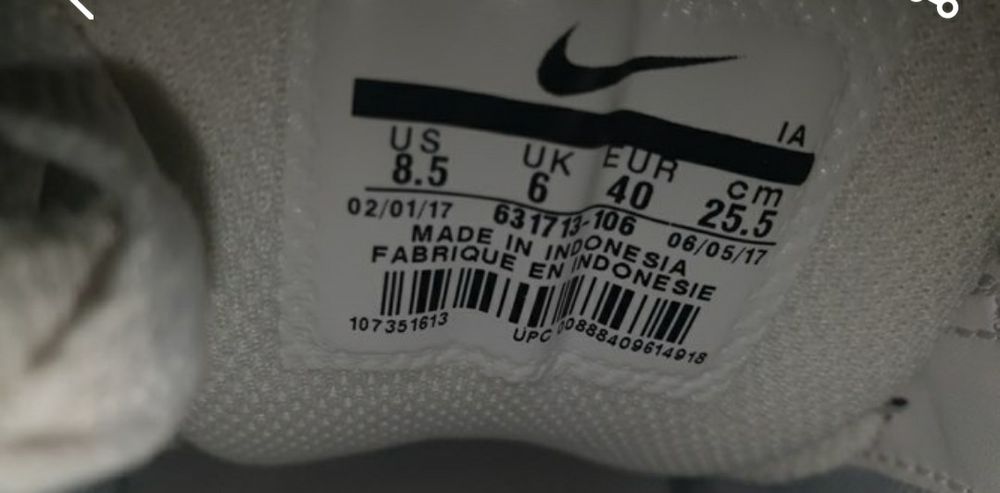 IA
US UK EUR cm
8.5 6 40 25.5
02/01/17 631713-106 06/05/17
MADE IN INDONESIA
FABRIQUE EN INDONESIE
107351613 UPC 00888409614918